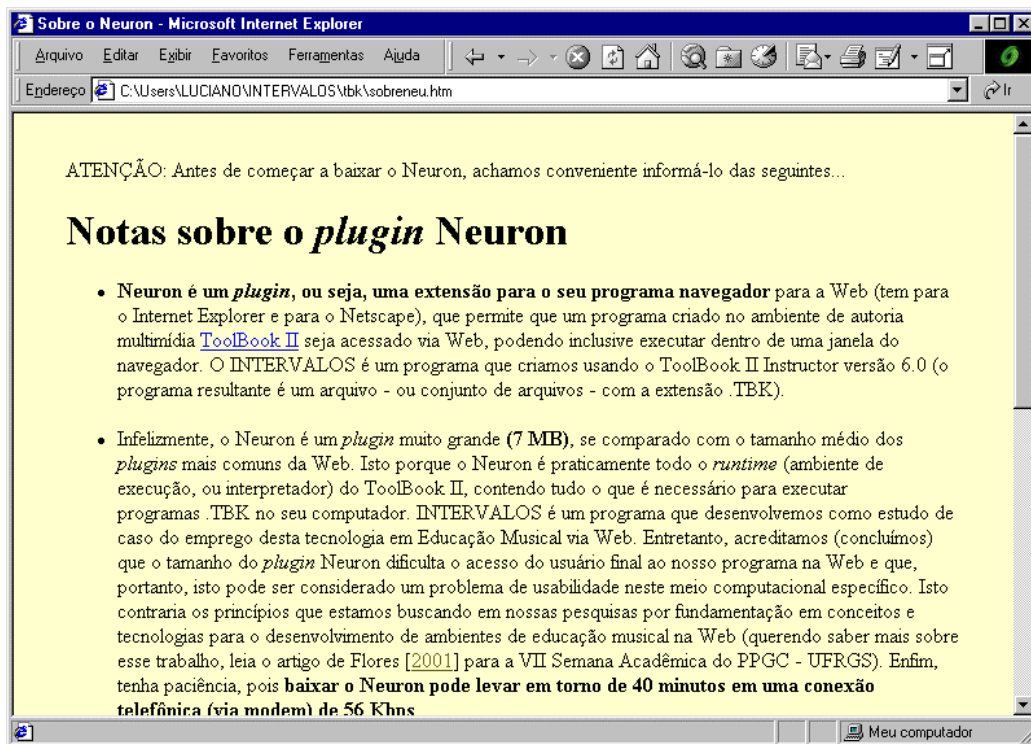 Sobre o Neuron - Microsoft Internet Explorer
Arquivo Editar Exibir Favoritos Ferramentas Ajuda
Endereço C:\Users\LUCIANO\INTERVALOS\tbk\sobreneu.htm Ir
ATENÇÃO: Antes de começar a baixar o Neuron, achamos conveniente informá-lo das seguintes...
Notas sobre o plugin Neuron
• Neuron é um plugin, ou seja, uma extensão para o seu programa navegador para a Web (tem para
o Internet Explorer e para o Netscape), que permite que um programa criado no ambiente de autoria
multimídia ToolBook II seja acessado via Web, podendo inclusive executar dentro de uma janela do
navegador. O INTERVALOS é um programa que criamos usando o ToolBook II Instructor versão 6.0 (o
programa resultante é um arquivo - ou conjunto de arquivos - com a extensão .TBK).
• Infelizmente, o Neuron é um plugin muito grande (7 MB), se comparado com o tamanho médio dos
plugins mais comuns da Web. Isto porque o Neuron é praticamente todo o runtime (ambiente de
execução, ou interpretador) do ToolBook II, contendo tudo o que é necessário para executar
programas .TBK no seu computador. INTERVALOS é um programa que desenvolvemos como estudo de
caso do emprego desta tecnologia em Educação Musical via Web. Entretanto, acreditamos (concluímos)
que o tamanho do plugin Neuron dificulta o acesso do usuário final ao nosso programa na Web e que,
portanto, isto pode ser considerado um problema de usabilidade neste meio computacional específico. Isto
contraria os princípios que estamos buscando em nossas pesquisas por fundamentação em conceitos e
tecnologias para o desenvolvimento de ambientes de educação musical na Web (querendo saber mais sobre
esse trabalho, leia o artigo de Flores [2001] para a VII Semana Acadêmica do PPGC - UFRGS). Enfim,
tenha paciência, pois baixar o Neuron pode levar em torno de 40 minutos em uma conexão
telefônica (via modem) de 56 Kbps
Meu computador